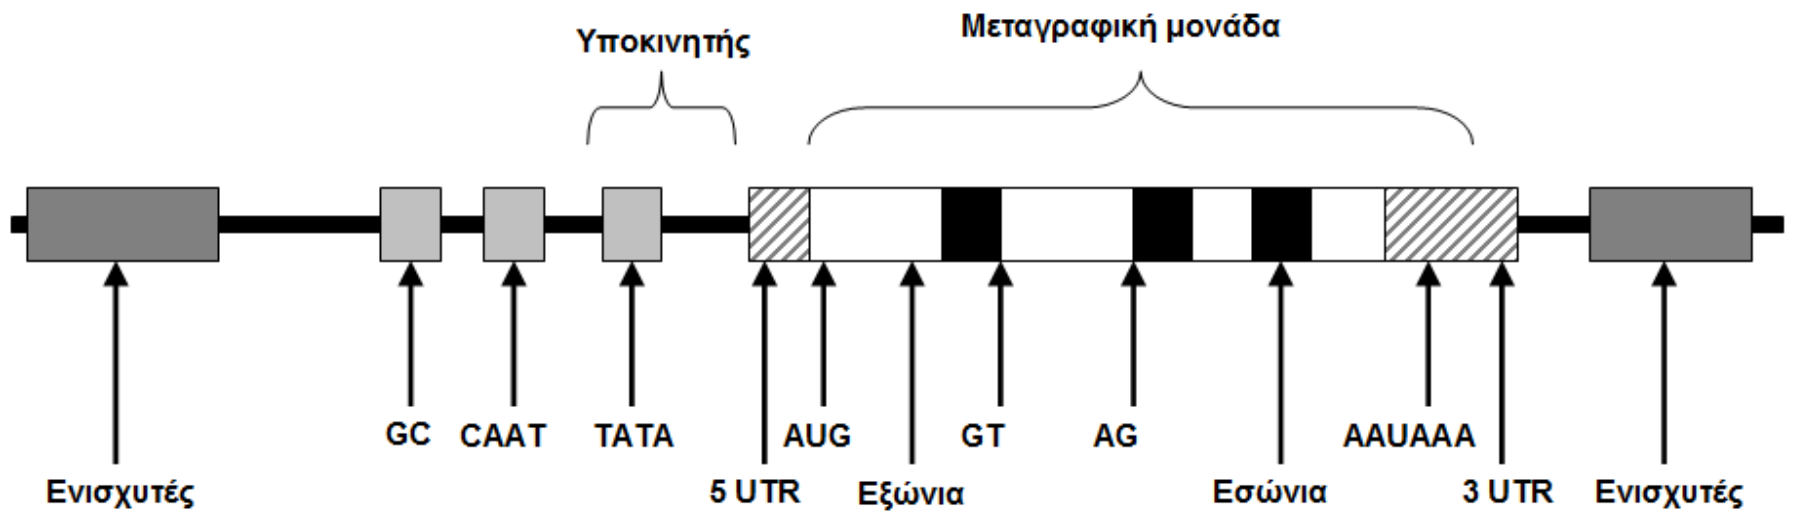 Υποκινητής
Μεταγραφική μονάδα
GC
CAAT
TATA
AUG
GT
AG
AAUAAA
Ενισχυτές
5 UTR
Εξώνια
Εσώνια
3 UTR
Ενισχυτές